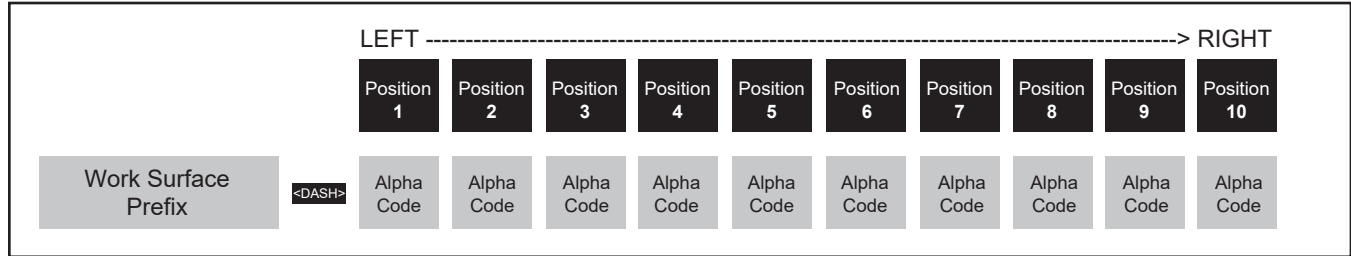 LEFT ----------------------------------------------------------------------------------------------> RIGHT
Position Position Position Position Position Position Position Position Position Position
1 2 3 4 5 6 7 8 9 10
Work Surface
Prefix
<DASH>
Alpha Alpha Alpha Alpha Alpha Alpha Alpha Alpha Alpha Alpha
Code Code Code Code Code Code Code Code Code Code